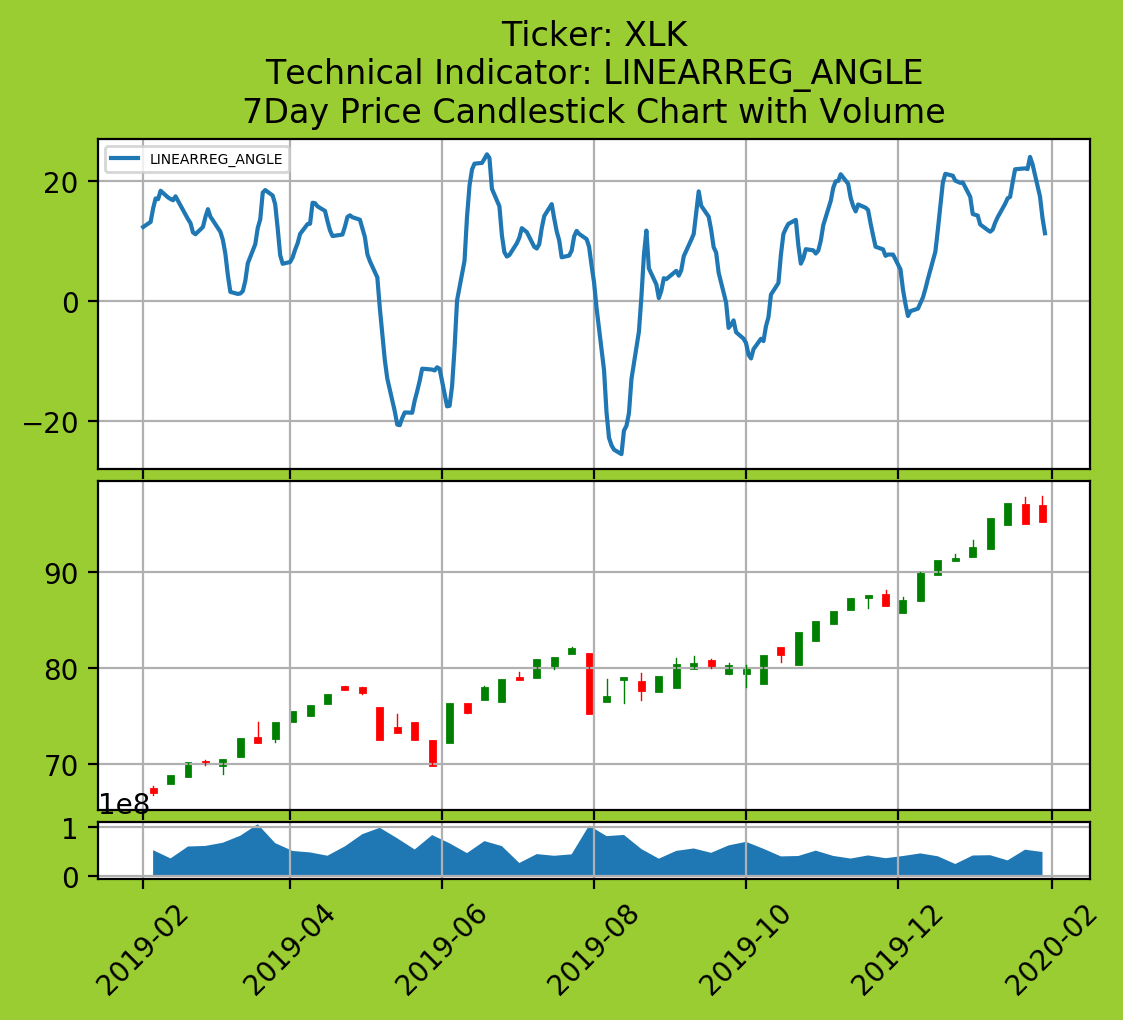 Ticker: XLK
Technical Indicator: LINEARREG_ANGLE
7Day Price Candlestick Chart with Volume
LINEARREG_ANGLE
20
0
−20
90
80
70
1e8
1
0
2019-02 2019-04 2019-06 2019-08 2019-10 2019-12 2020-02